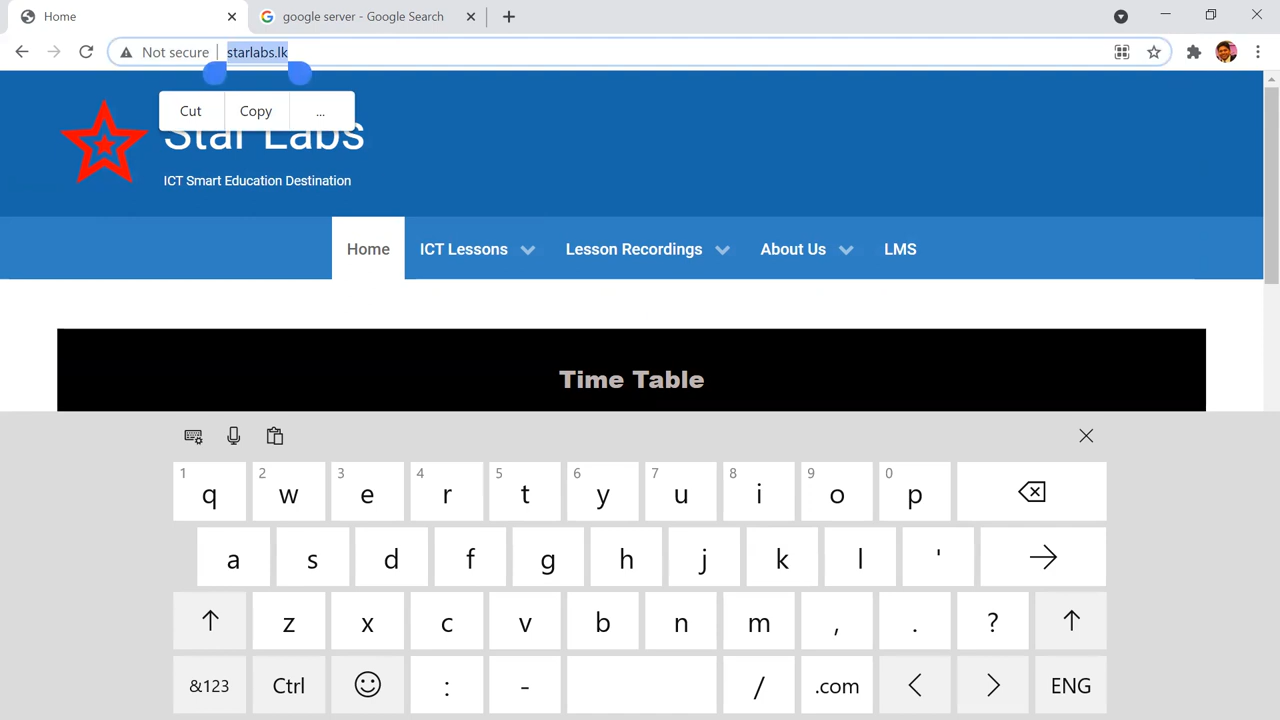 Home
google server - Google Search
Not secure
starlabs.lk
Cut
Copy
...
Star Labs
ICT Smart Education Destination
Home
ICT Lessons
Lesson Recordings
About Us
LMS
Time Table
1 2 3 4 5 6 7 8 9 0
q w e r t y u i o p
a s d f g h j k l '
z x c v b n m , . ?
&123 Ctrl : - / .com < > ENG